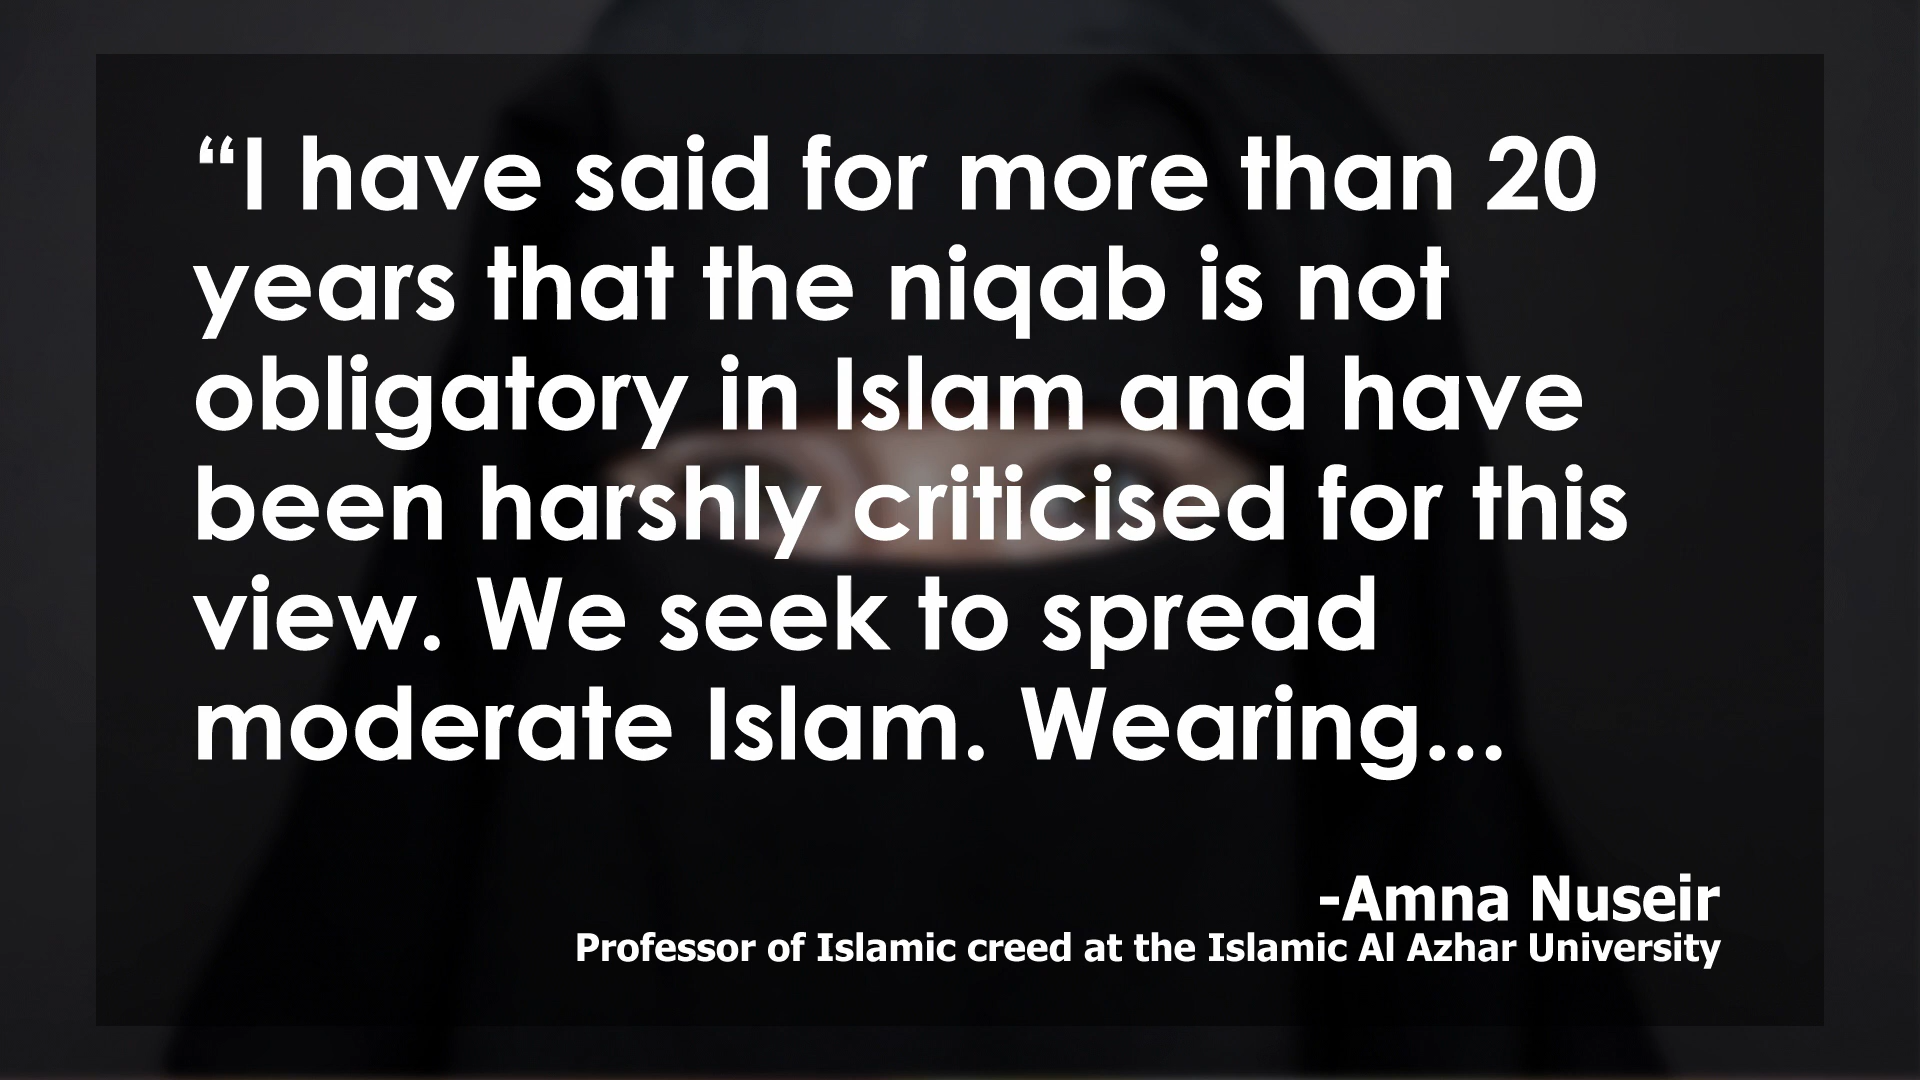 “I have said for more than 20
years that the niqab is not
obligatory in Islam and have
been harshly criticised for this
view. We seek to spread
moderate Islam. Wearing...
-Amna Nuseir
Professor of Islamic creed at the Islamic Al Azhar University